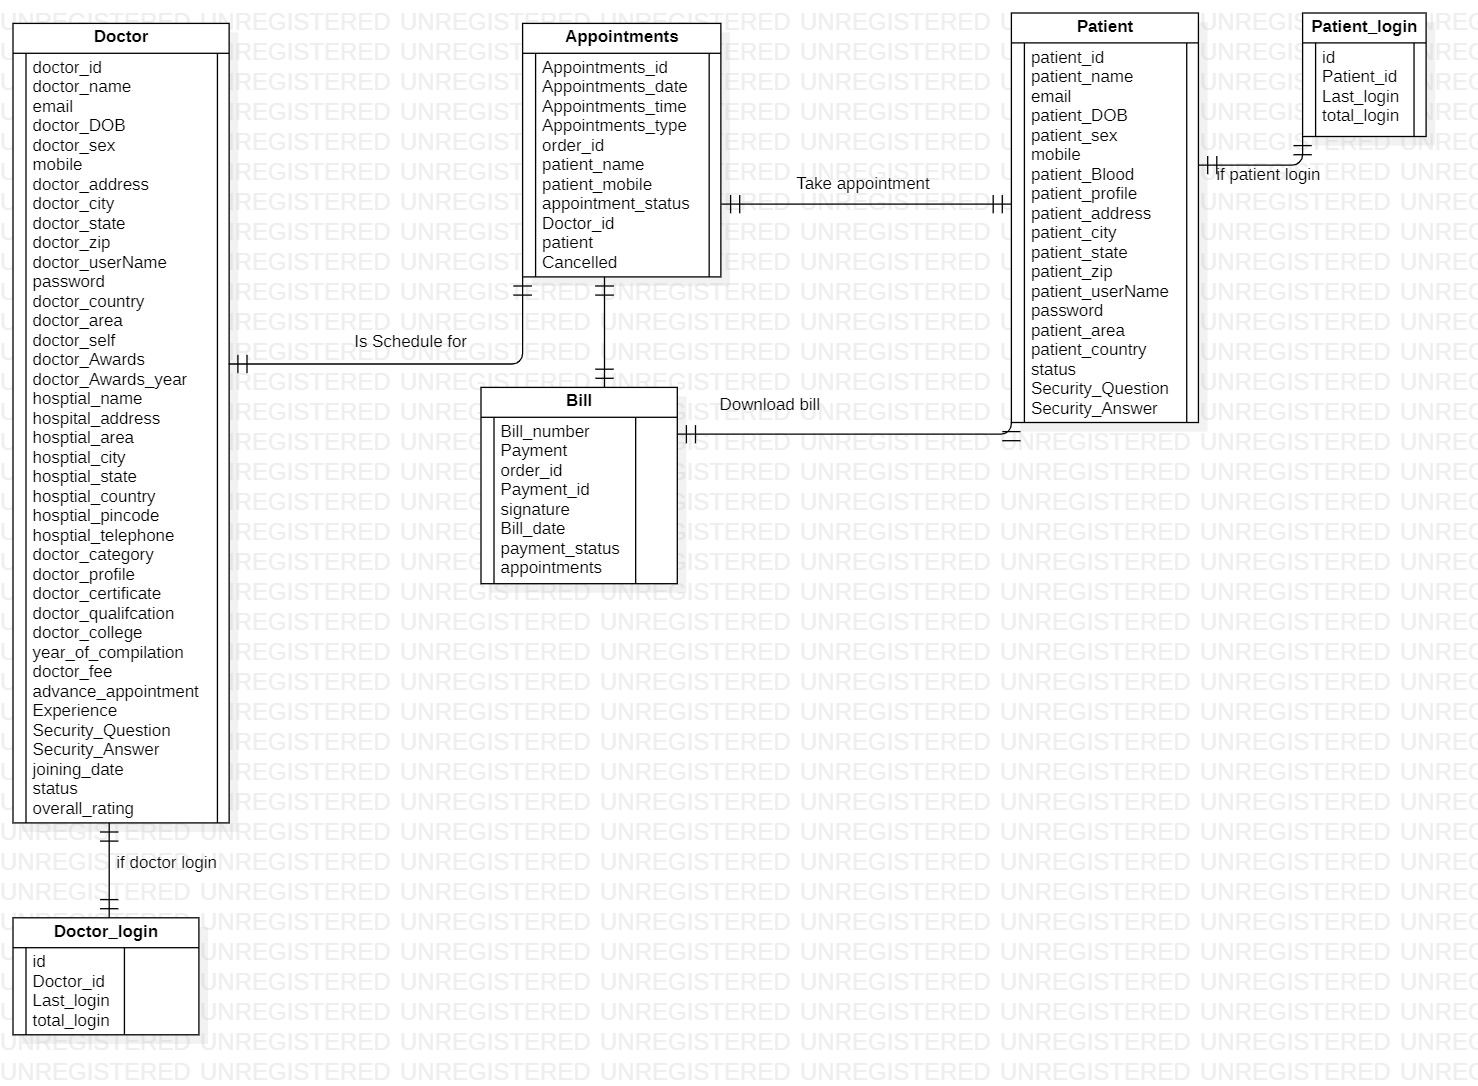 Doctor
doctor_id
doctor_name
email
doctor_DOB
doctor_sex
mobile
doctor_address
doctor_city
doctor_state
doctor_zip
doctor_userName
password
doctor_country
doctor_area
doctor_self
doctor_Awards
doctor_Awards_year
hosptial_name
hospital_address
hosptial_area
hosptial_city
hosptial_state
hosptial_country
hosptial_pincode
hosptial_telephone
doctor_category
doctor_profile
doctor_certificate
doctor_qualifcation
doctor_college
year_of_compilation
doctor_fee
advance_appointment
Experience
Security_Question
Security_Answer
joining_date
status
overall_rating
if doctor login
Doctor_login
id
Doctor_id
Last_login
total_login
Is Schedule for
Appointments
Appointments_id
Appointments_date
Appointments_time
Appointments_type
order_id
patient_name
patient_mobile
appointment_status
Doctor_id
patient
Cancelled
Bill
Bill_number
Payment
order_id
Payment_id
signature
Bill_date
payment_status
appointments
Take appointment
Download bill
Patient
patient_id
patient_name
email
patient_DOB
patient_sex
mobile
patient_Blood
patient_profile
patient_address
patient_city
patient_state
patient_zip
patient_userName
password
patient_area
patient_country
status
Security_Question
Security_Answer
if patient login
Patient_login
id
Patient_id
Last_login
total_login
UNREGISTERED